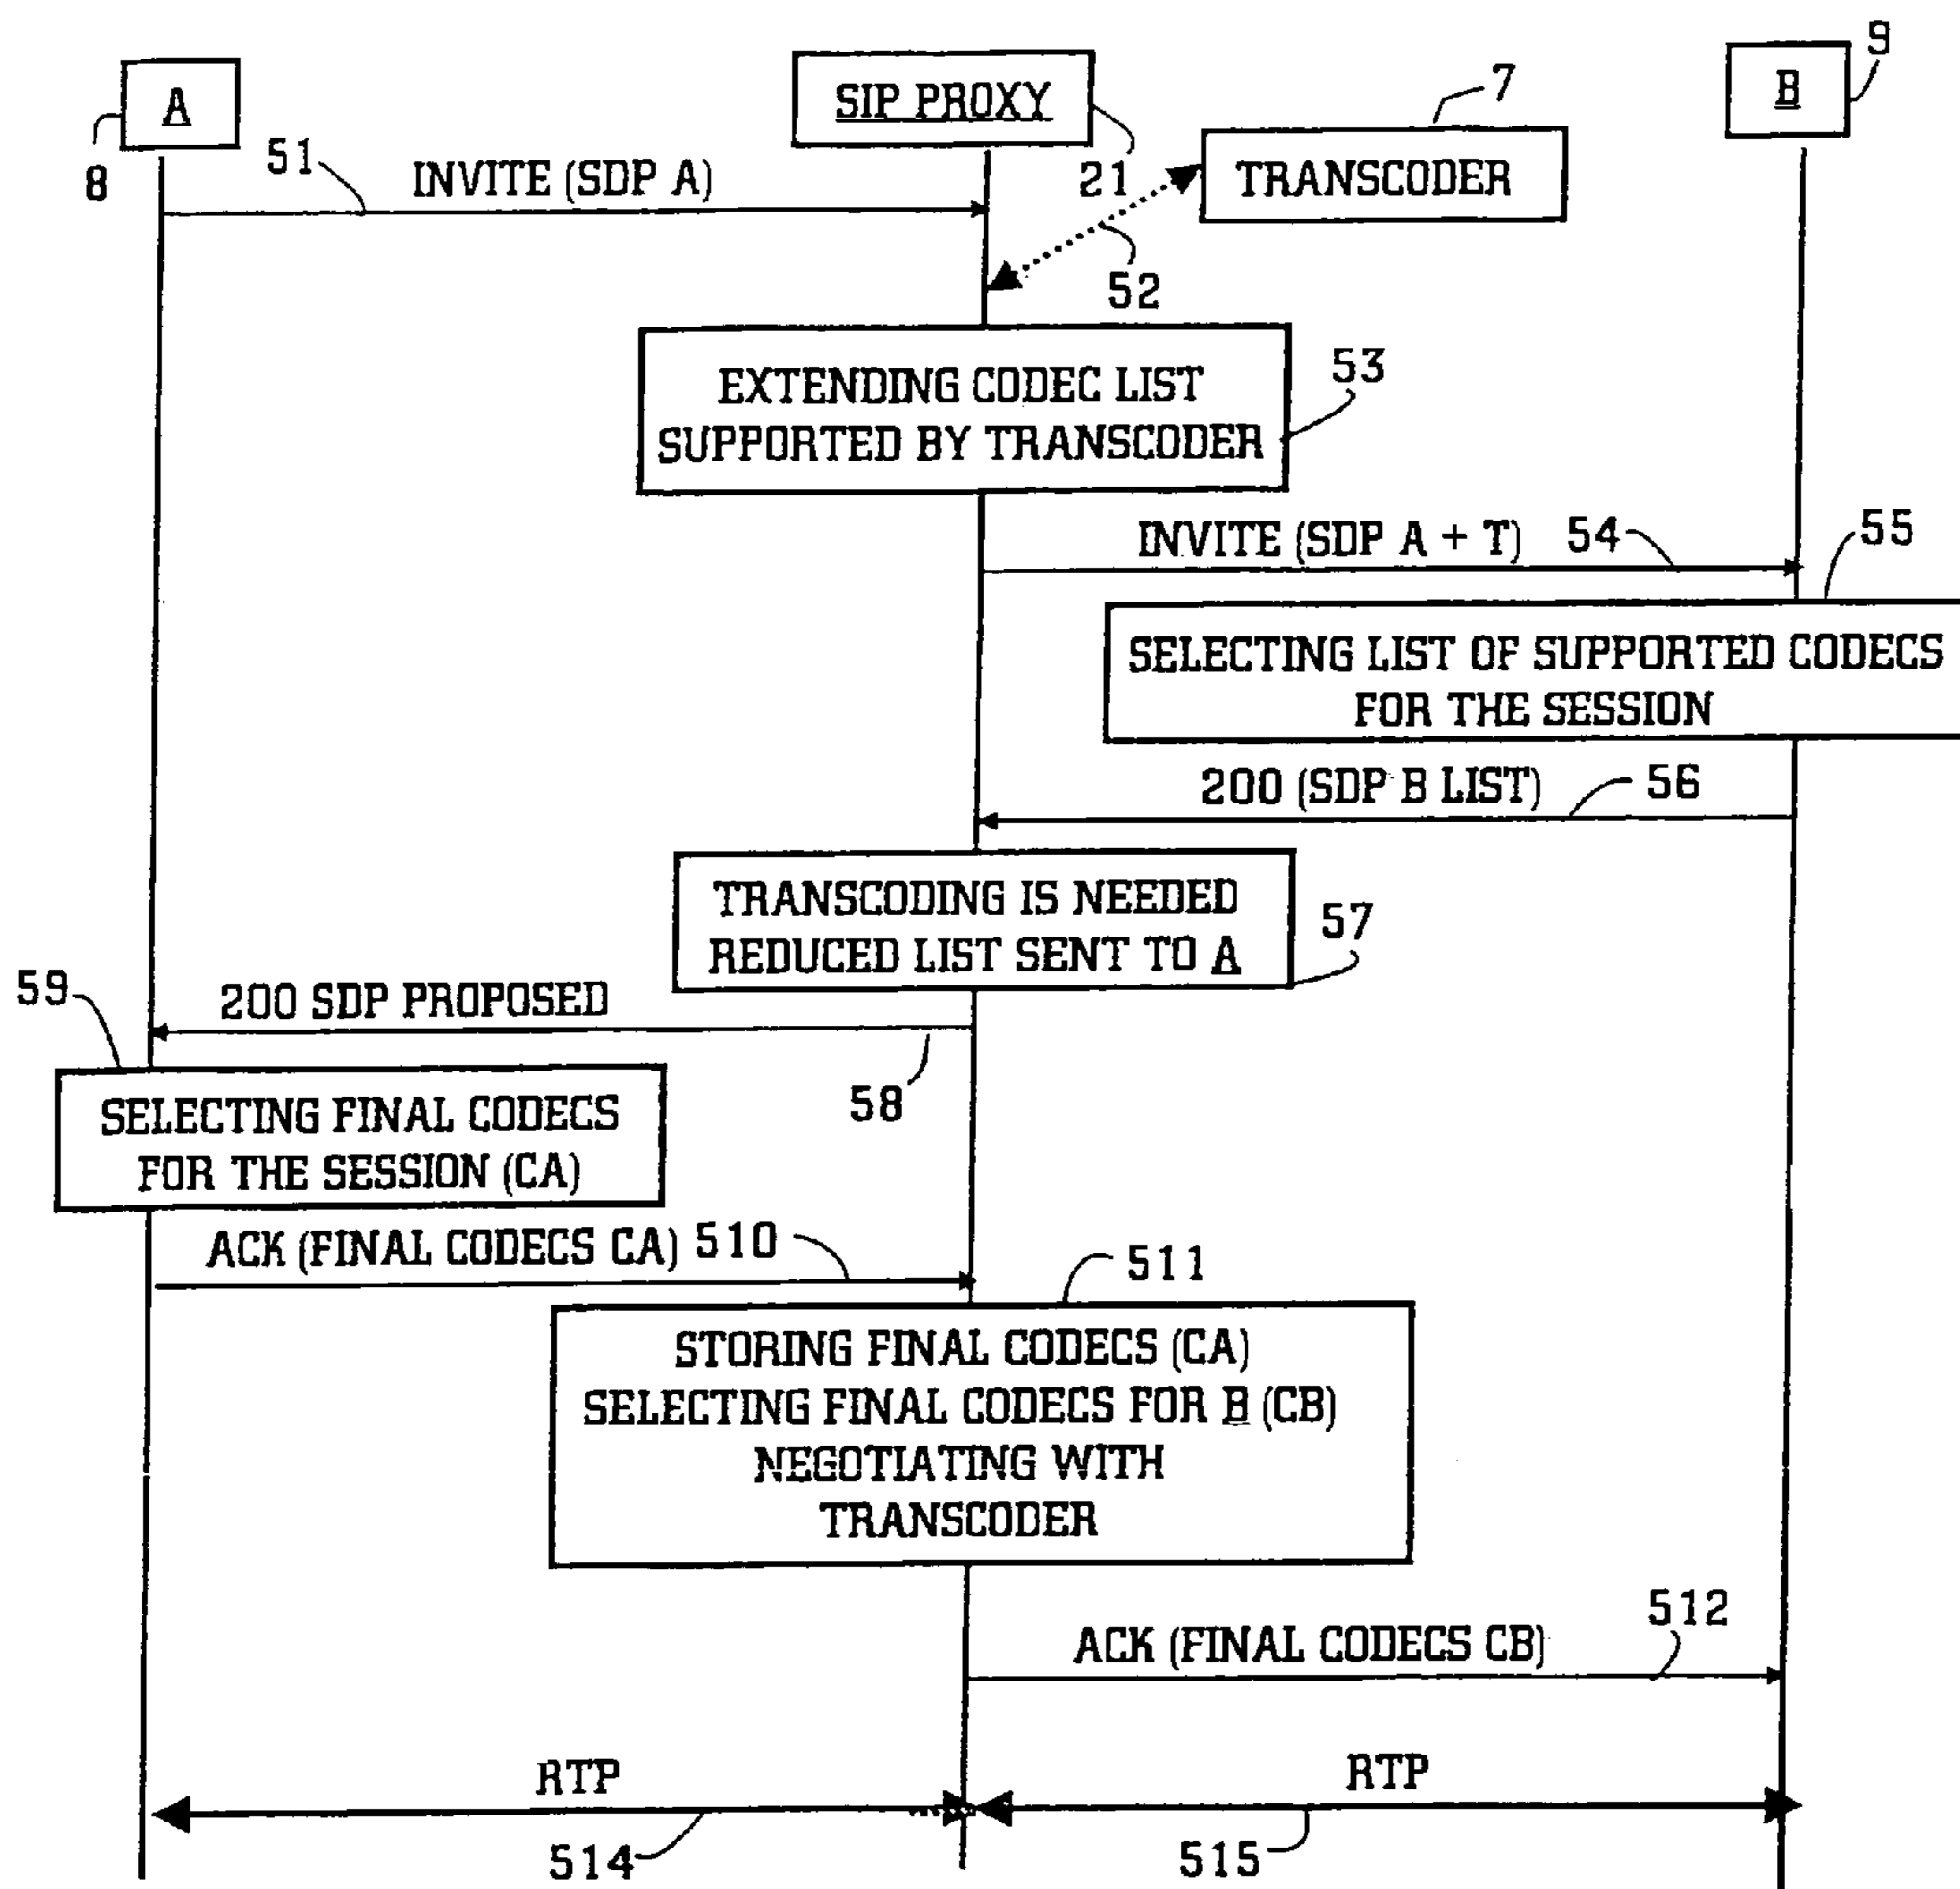 A
8
SIP PROXY
21
7
TRANSCODER
B
9
51
INVITE (SDP A)
52
EXTENDING CODEC LIST
SUPPORTED BY TRANSCODER
53
INVITE (SDP A + T)
54
55
SELECTING LIST OF SUPPORTED CODECS
FOR THE SESSION
200 (SDP B LIST)
56
TRANSCODING IS NEEDED
REDUCED LIST SENT TO A
57
59
200 SDP PROPOSED
58
SELECTING FINAL CODECS
FOR THE SESSION (CA)
ACK (FINAL CODECS CA)
510
511
STORING FINAL CODECS (CA)
SELECTING FINAL CODECS FOR B (CB)
NEGOTIATING WITH
TRANSCODER
512
ACK (FINAL CODECS CB)
RTP
514
RTP
515